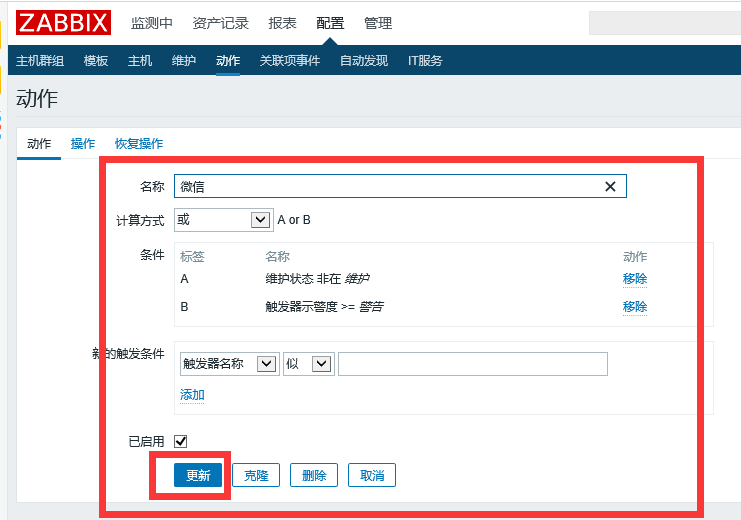 ZABBIX 监测中 资产记录 报表 配置 管理
主机群组 模板 主机 维护 动作 关联项事件 自动发现 IT服务
动作
动作 操作 恢复操作
名称 微信
计算方式 或 A or B
条件 标签 名称 动作
A 维护状态 非在 维护 移除
B 触发器示警度 >= 警告 移除
新的触发条件 触发器名称 似
添加
已启用
更新 克隆 删除 取消